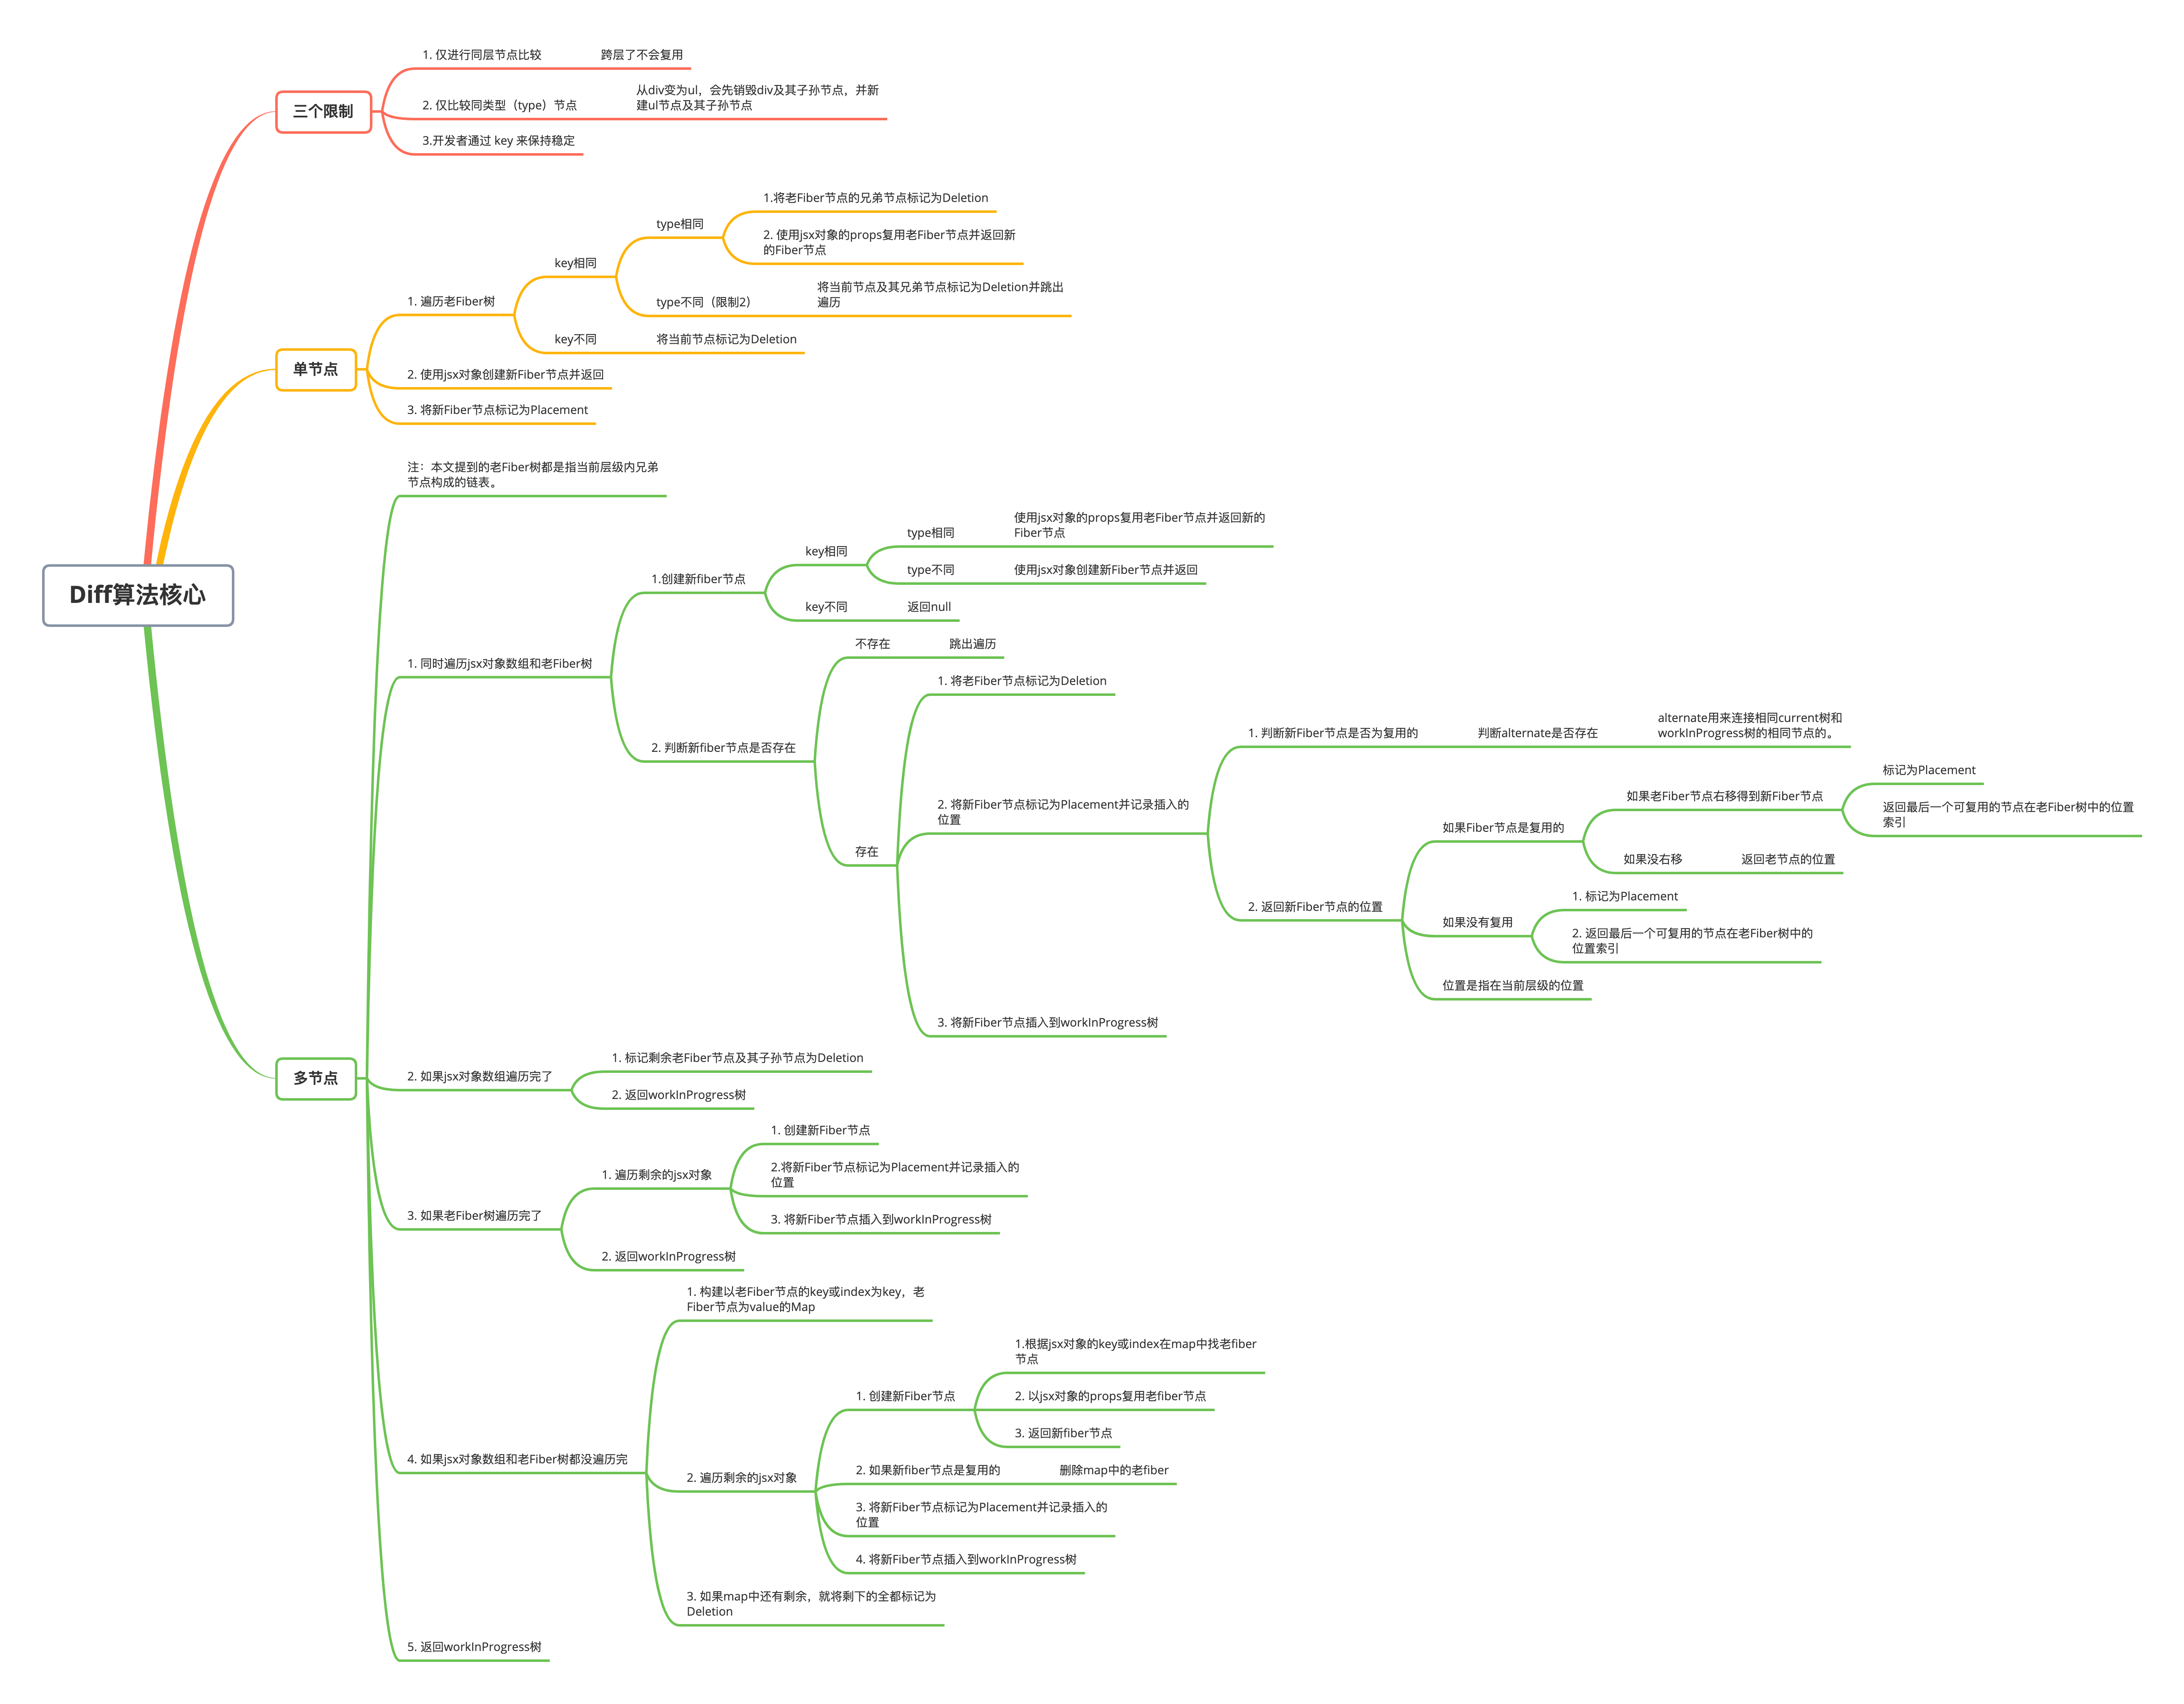 Diff算法核心
三个限制
1. 仅进行同层节点比较
跨层了不会复用
2. 仅比较同类型（type）节点
从div变为ul，会先销毁div及其子孙节点，并新
建ul节点及其子孙节点
3.开发者通过 key 来保持稳定
单节点
1. 遍历老Fiber树
key相同
type相同
1.将老Fiber节点的兄弟节点标记为Deletion
2. 使用jsx对象的props复用老Fiber节点并返回新
的Fiber节点
type不同（限制2）
将当前节点及其兄弟节点标记为Deletion并跳出
遍历
key不同
将当前节点标记为Deletion
2. 使用jsx对象创建新Fiber节点并返回
3. 将新Fiber节点标记为Placement
多节点
注：本文提到的老Fiber树都是指当前层级内兄弟
节点构成的链表。
1. 同时遍历jsx对象数组和老Fiber树
1.创建新fiber节点
key相同
type相同
使用jsx对象的props复用老Fiber节点并返回新的
Fiber节点
type不同
使用jsx对象创建新Fiber节点并返回
key不同
返回null
2. 判断新fiber节点是否存在
不存在
跳出遍历
存在
1. 将老Fiber节点标记为Deletion
2. 将新Fiber节点标记为Placement并记录插入的
位置
1. 判断新Fiber节点是否为复用的
判断alternate是否存在
alternate用来连接相同current树和
workInProgress树的相同节点的。
2. 返回新Fiber节点的位置
如果Fiber节点是复用的
如果老Fiber节点右移得到新Fiber节点
标记为Placement
返回最后一个可复用的节点在老Fiber树中的位置
索引
如果没右移
返回老节点的位置
如果没有复用
1. 标记为Placement
2. 返回最后一个可复用的节点在老Fiber树中的
位置索引
位置是指在当前层级的位置
3. 将新Fiber节点插入到workInProgress树
2. 如果jsx对象数组遍历完了
1. 标记剩余老Fiber节点及其子孙节点为Deletion
2. 返回workInProgress树
3. 如果老Fiber树遍历完了
1. 遍历剩余的jsx对象
1. 创建新Fiber节点
2.将新Fiber节点标记为Placement并记录插入的
位置
3. 将新Fiber节点插入到workInProgress树
2. 返回workInProgress树
4. 如果jsx对象数组和老Fiber树都没遍历完
1. 构建以老Fiber节点的key或index为key，老
Fiber节点为value的Map
2. 遍历剩余的jsx对象
1. 创建新Fiber节点
1.根据jsx对象的key或index在map中找老fiber
节点
2. 以jsx对象的props复用老fiber节点
3. 返回新fiber节点
2. 如果新fiber节点是复用的
删除map中的老fiber
3. 将新Fiber节点标记为Placement并记录插入的
位置
4. 将新Fiber节点插入到workInProgress树
3. 如果map中还有剩余，就将剩下的全都标记为
Deletion
5. 返回workInProgress树